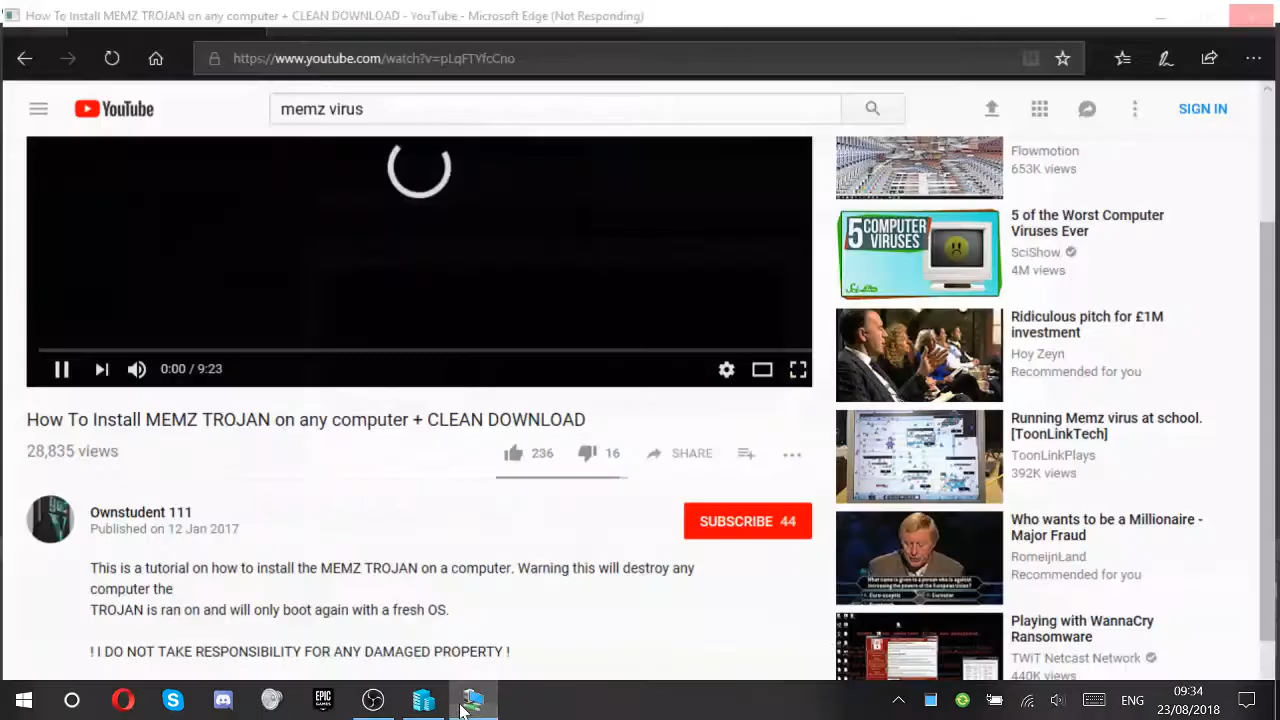 How To Install MEMZ TROJAN on any computer + CLEAN DOWNLOAD - YouTube - Microsoft Edge (Not Responding)
https://www.youtube.com/watch?v=pLqFTYfcCno
YouTube
memz virus
SIGN IN
0:00 / 9:23
How To Install MEMZ TROJAN on any computer + CLEAN DOWNLOAD
28,835 views
236
16
SHARE
Ownstudent 111
Published on 12 Jan 2017
SUBSCRIBE 44
This is a tutorial on how to install the MEMZ TROJAN on a computer. Warning this will destroy any
computer the
TROJAN is ran on and will only boot again with a fresh OS.
! I DO NOT TAKE REPONSIBILITY FOR ANY DAMAGED PROPERTY !
Flowmotion
653K views
5 COMPUTER
VIRUSES
5 of the Worst Computer
Viruses Ever
SciShow
4M views
Ridiculous pitch for £1M
investment
Hoy Zeyn
Recommended for you
Running Memz virus at school.
[ToonLinkTech]
ToonLinkPlays
392K views
Who wants to be a Millionaire -
Major Fraud
RomeijnLand
Recommended for you
Playing with WannaCry
Ransomware
TWiT Netcast Network
440K views
EPIC
GAMES
ENG
23/08/2018